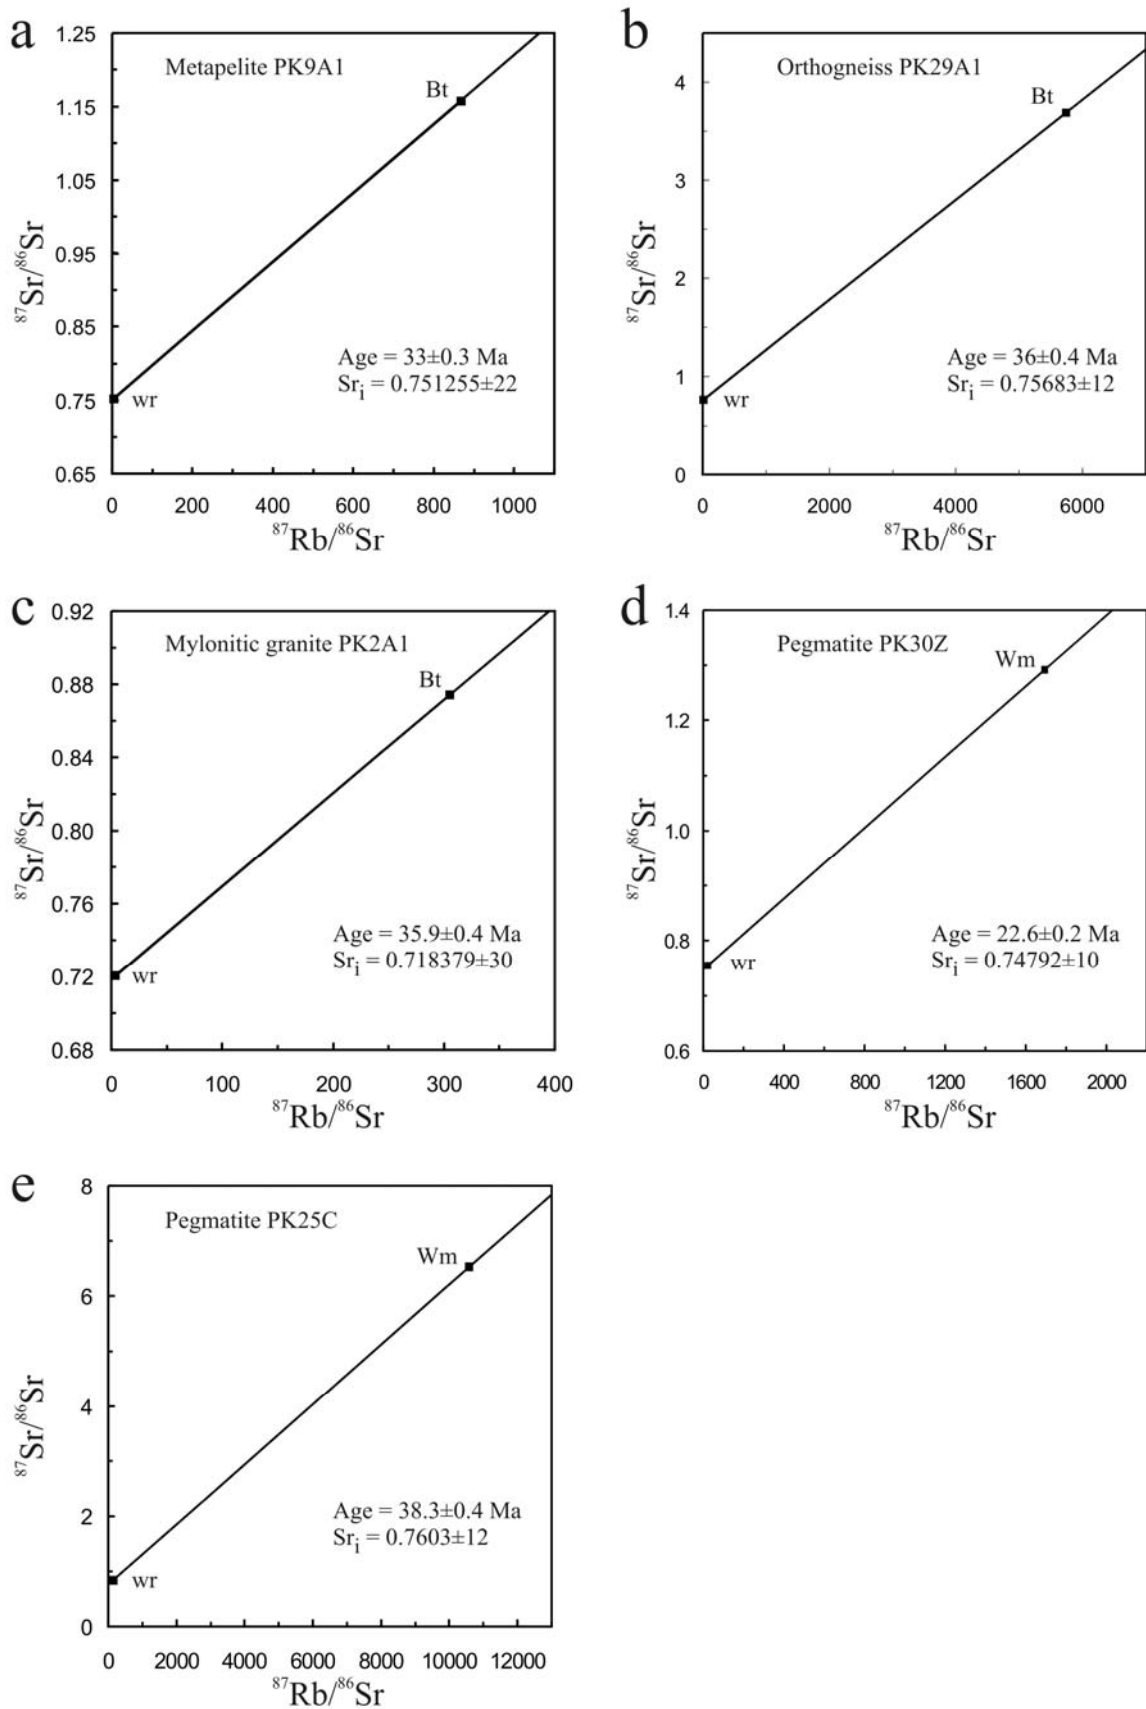 a
Metapelite PK9A1
Bt
wr
Age = 33±0.3 Ma
Sri = 0.751255±22
1.25
1.15
1.05
0.95
0.85
0.75
0.65
0 200 400 600 800 1000
87Sr/86Sr
87Rb/86Sr
b
Orthogneiss PK29A1
Bt
wr
Age = 36±0.4 Ma
Sri = 0.75683±12
4
3
2
1
0
0 2000 4000 6000
87Sr/86Sr
87Rb/86Sr
c
Mylonitic granite PK2A1
Bt
wr
Age = 35.9±0.4 Ma
Sri = 0.718379±30
0.92
0.88
0.84
0.80
0.76
0.72
0.68
0 100 200 300 400
87Sr/86Sr
87Rb/86Sr
d
Pegmatite PK30Z
Wm
wr
Age = 22.6±0.2 Ma
Sri = 0.74792±10
1.4
1.2
1.0
0.8
0.6
0 400 800 1200 1600 2000
87Sr/86Sr
87Rb/86Sr
e
Pegmatite PK25C
Wm
wr
Age = 38.3±0.4 Ma
Sri = 0.7603±12
8
6
4
2
0
0 2000 4000 6000 8000 10000 12000
87Sr/86Sr
87Rb/86Sr